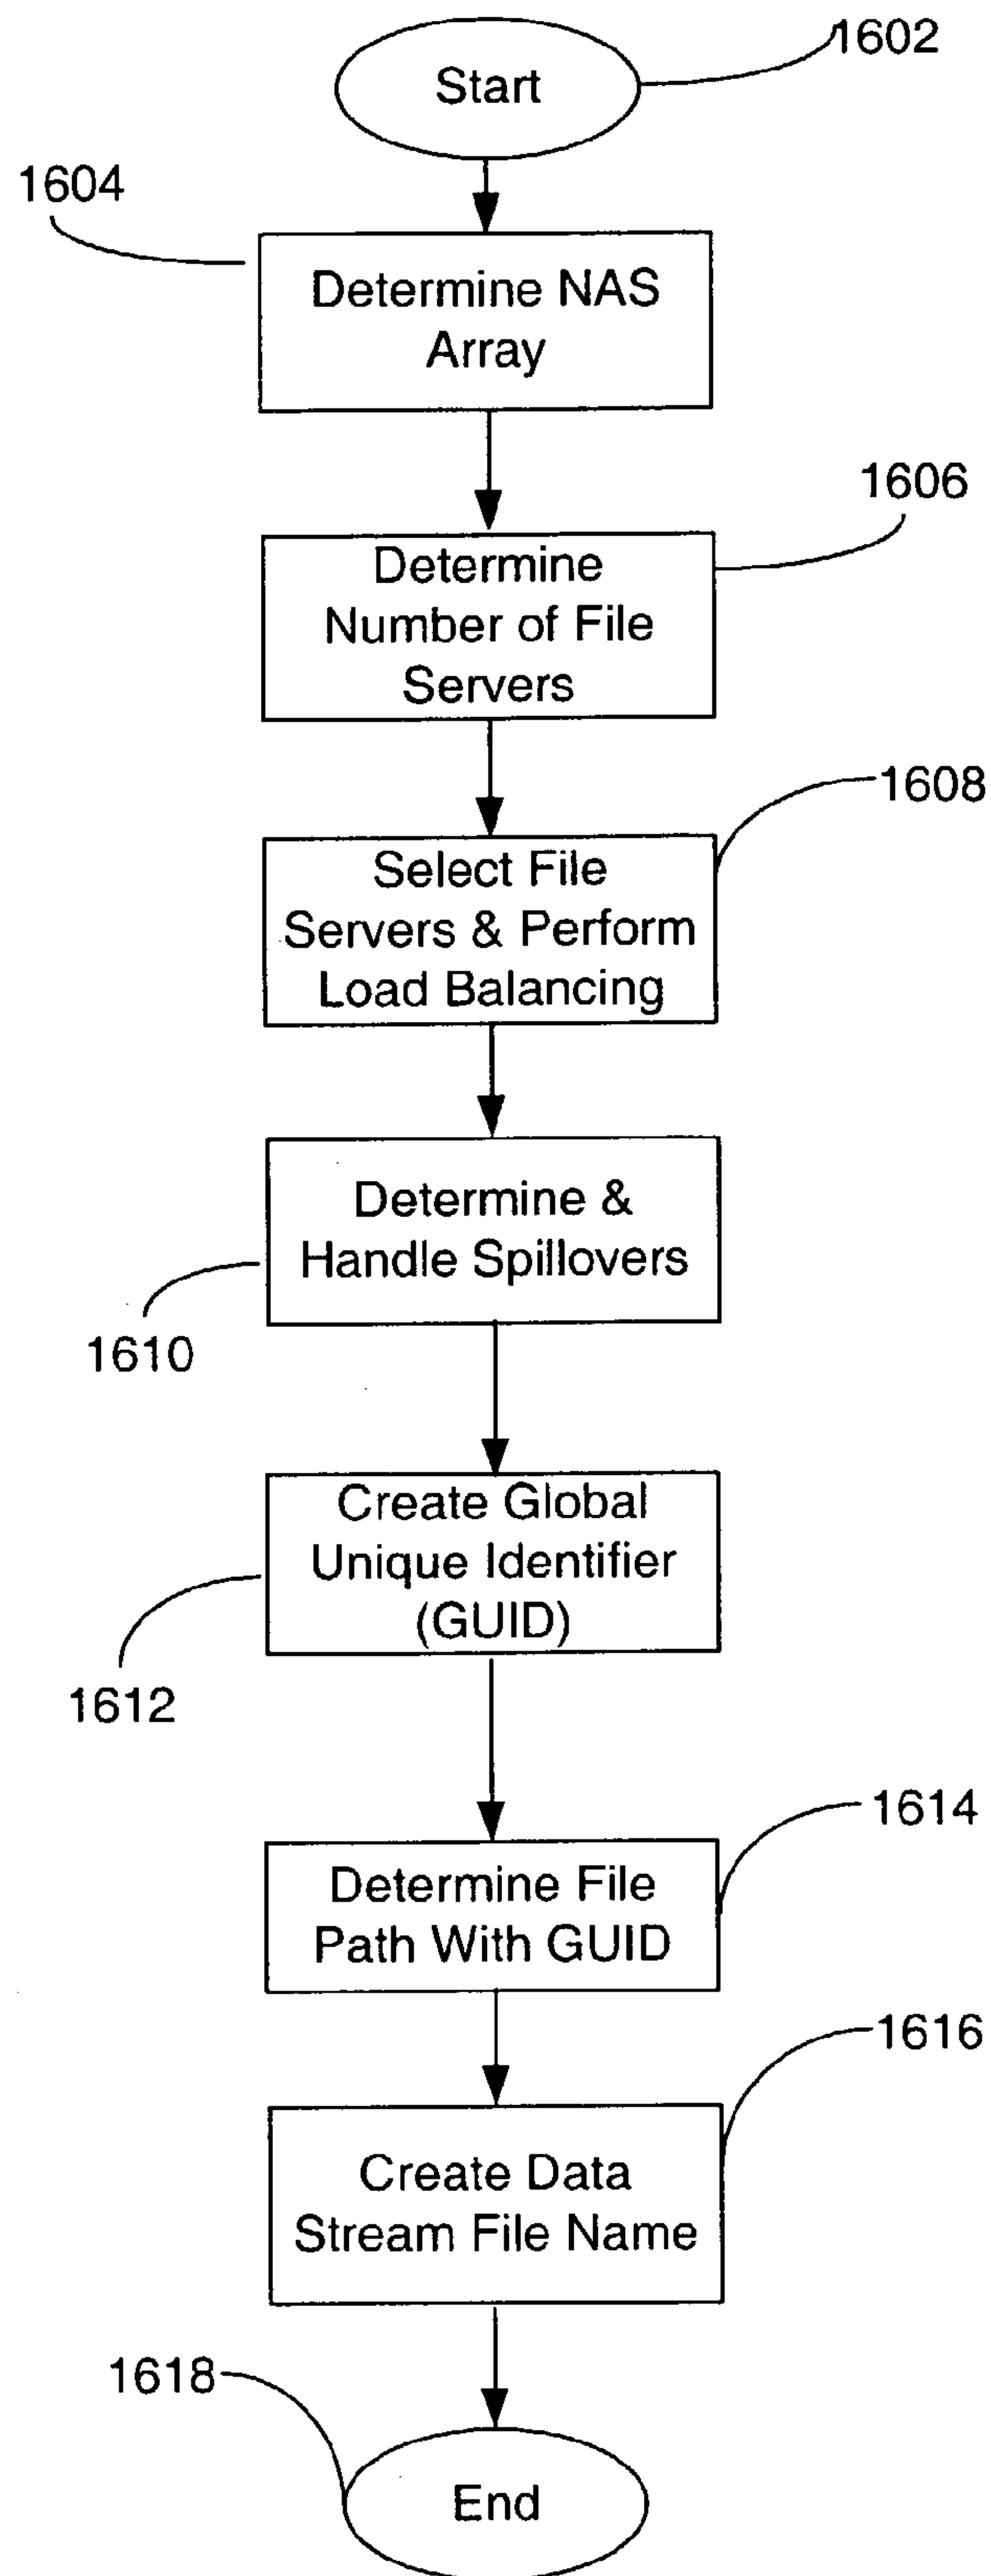 1602
Start
1604
Determine NAS
Array
1606
Determine
Number of File
Servers
1608
Select File
Servers & Perform
Load Balancing
Determine &
Handle Spillovers
1610
Create Global
Unique Identifier
(GUID)
1612
1614
Determine File
Path With GUID
1616
Create Data
Stream File Name
1618
End